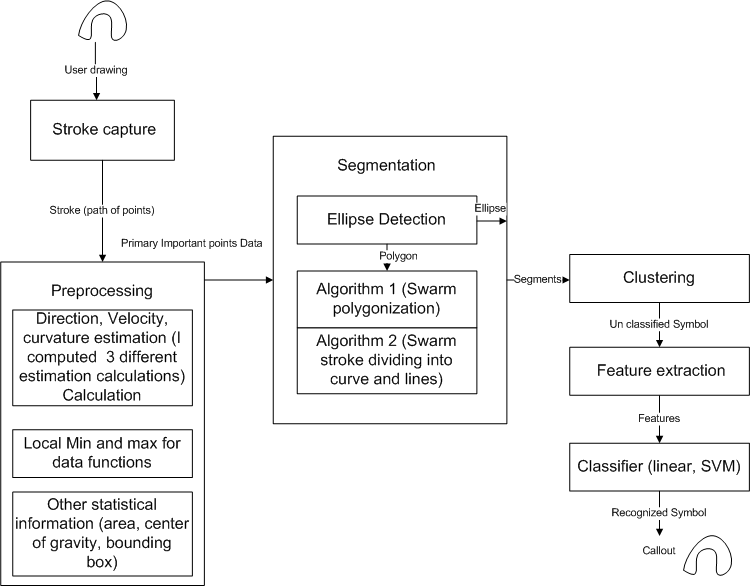 User drawing
Stroke capture
Stroke (path of points)
Primary Important points Data
Preprocessing
Direction, Velocity,
curvature estimation (I
computed 3 different
estimation calculations)
Calculation
Local Min and max for
data functions
Other statistical
information (area, center
of gravity, bounding
box)
Segmentation
Ellipse Detection
Ellipse
Polygon
Algorithm 1 (Swarm
polygonization)
Algorithm 2 (Swarm
stroke dividing into
curve and lines)
Segments
Clustering
Un classified Symbol
Feature extraction
Features
Classifier (linear, SVM)
Recognized Symbol
Callout